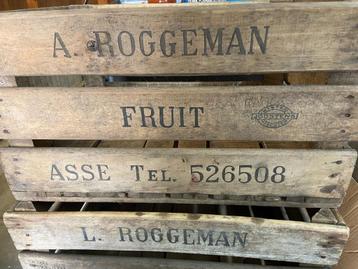 A. ROGGEMAN
FRUIT
ASSE TEL. 526508
L. ROGGEMAN